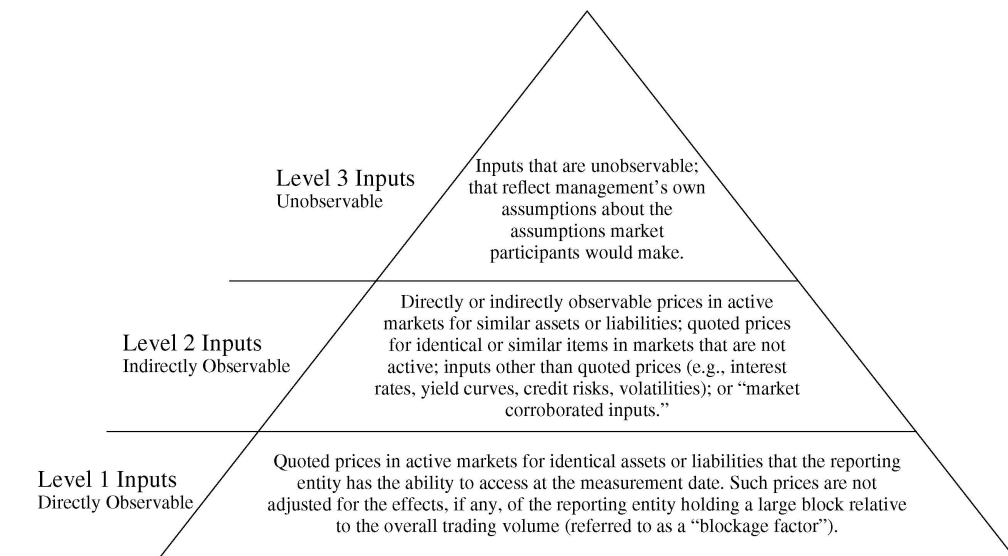 Level 3 Inputs
Unobservable
Inputs that are unobservable;
that reflect management’s own
assumptions about the
assumptions market
participants would make.
Level 2 Inputs
Indirectly Observable
Directly or indirectly observable prices in active
markets for similar assets or liabilities; quoted prices
for identical or similar items in markets that are not
active; inputs other than quoted prices (e.g., interest
rates, yield curves, credit risks, volatilities); or “market
corroborated inputs.”
Level 1 Inputs
Directly Observable
Quoted prices in active markets for identical assets or liabilities that the reporting
entity has the ability to access at the measurement date. Such prices are not
adjusted for the effects, if any, of the reporting entity holding a large block relative
to the overall trading volume (referred to as a “blockage factor”).